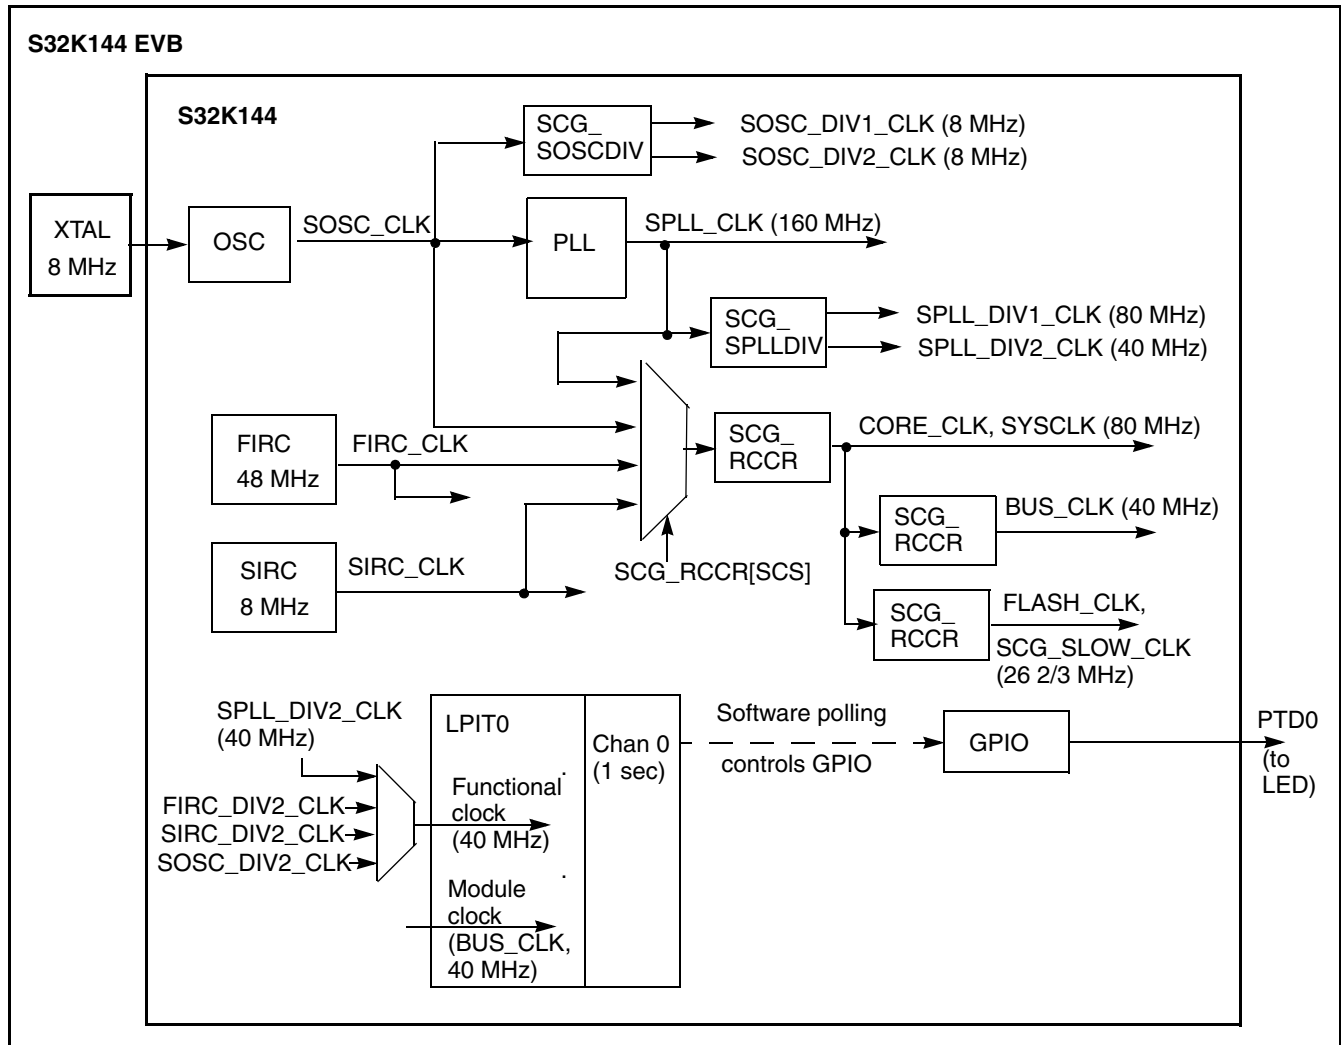 S32K144 EVB
S32K144
SCG_
SOSCDIV
SOSC_DIV1_CLK (8 MHz)
SOSC_DIV2_CLK (8 MHz)
XTAL
8 MHz
OSC
SOSC_CLK
PLL
SPLL_CLK (160 MHz)
SCG_
SPLLDIV
SPLL_DIV1_CLK (80 MHz)
SPLL_DIV2_CLK (40 MHz)
FIRC
48 MHz
FIRC_CLK
SCG_
RCCR
CORE_CLK, SYSCLK (80 MHz)
SCG_
RCCR
BUS_CLK (40 MHz)
SIRC
8 MHz
SIRC_CLK
SCG_RCCR[SCS]
SCG_
RCCR
FLASH_CLK,
SCG_SLOW_CLK
(26 2/3 MHz)
SPLL_DIV2_CLK
(40 MHz)
FIRC_DIV2_CLK
SIRC_DIV2_CLK
SOSC_DIV2_CLK
LPIT0
Functional
clock
(40 MHz)
Module
clock
(BUS_CLK,
40 MHz)
Chan 0
(1 sec)
Software polling
controls GPIO
GPIO
PTD0
(to
LED)